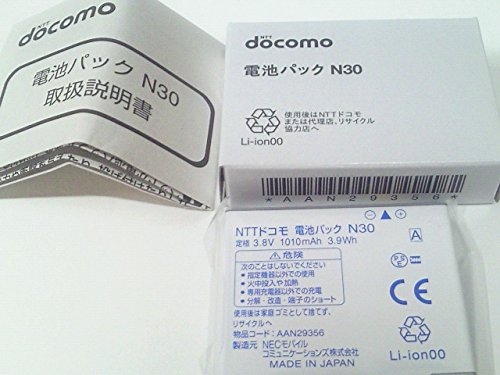 NTT
döcomo
電池パック N30
取扱説明書
NTT
döcomo
電池パック N30
使用後はNTTドコモ
または代理店、リサイクル
協力店へ
Li-ion00
*AAN29356*
NTTドコモ 電池パック N30
定格 3.8V 1010mAh 3.9Wh
危険
次のことはしないでください
・指定機器以外での使用
・火中投入や加熱
・専用充電器以外での充電
・分解・改造・端子のショート
使用後は家庭ゴミとして捨てず、
リサイクルへ
物品コード:AAN29356
製造元 NECモバイル
コミュニケーションズ株式会社
MADE IN JAPAN
- ▲ +
A
PSE
CE
Li-ion00